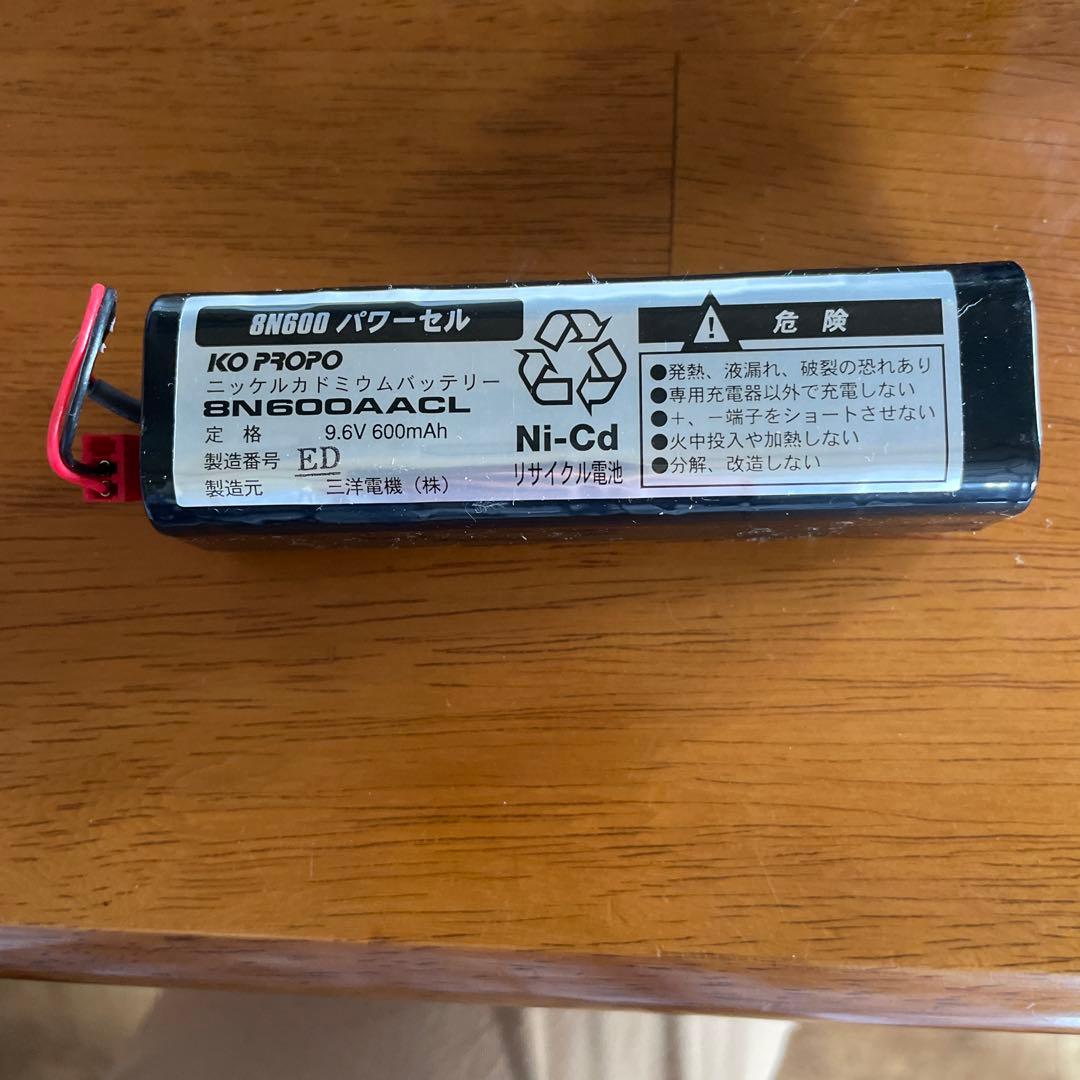 8N600 パワーセル
KO PROPO
ニッケルカドミウムバッテリー
8N600AACL
定 格 9.6V 600mAh
製造番号 ED
製造元 三洋電機（株）
Ni-Cd
リサイクル電池
! 危 険
●発熱、液漏れ、破裂の恐れあり
●専用充電器以外で充電しない
●＋、－端子をショートさせない
●火中投入や加熱しない
●分解、改造しない